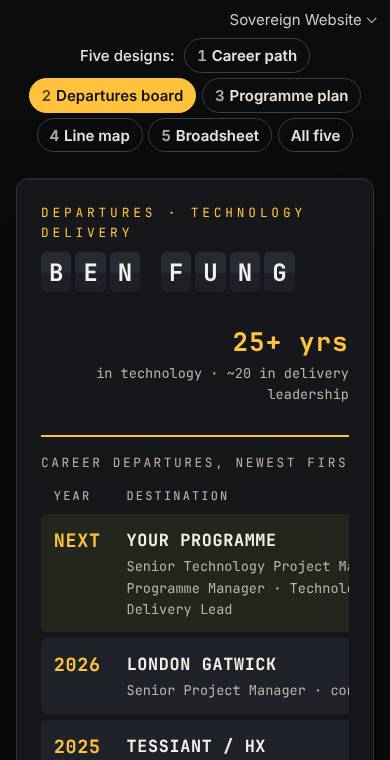 Sovereign Website
Five designs: 1 Career path
2 Departures board 3 Programme plan
4 Line map 5 Broadsheet All five
DEPARTURES · TECHNOLOGY
DELIVERY
BEN FUNG
25+ yrs
in technology · ~20 in delivery
leadership
CAREER DEPARTURES, NEWEST FIRS
YEAR DESTINATION
NEXT YOUR PROGRAMME
Senior Technology Project Ma
Programme Manager · Technol
Delivery Lead
2026 LONDON GATWICK
Senior Project Manager · co
2025 TESSIANT / HX